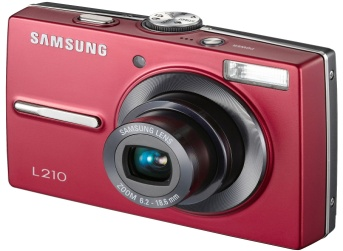 SAMSUNG
SAMSUNG LENS
L210
ZOOM 6.2 - 18.6 mm